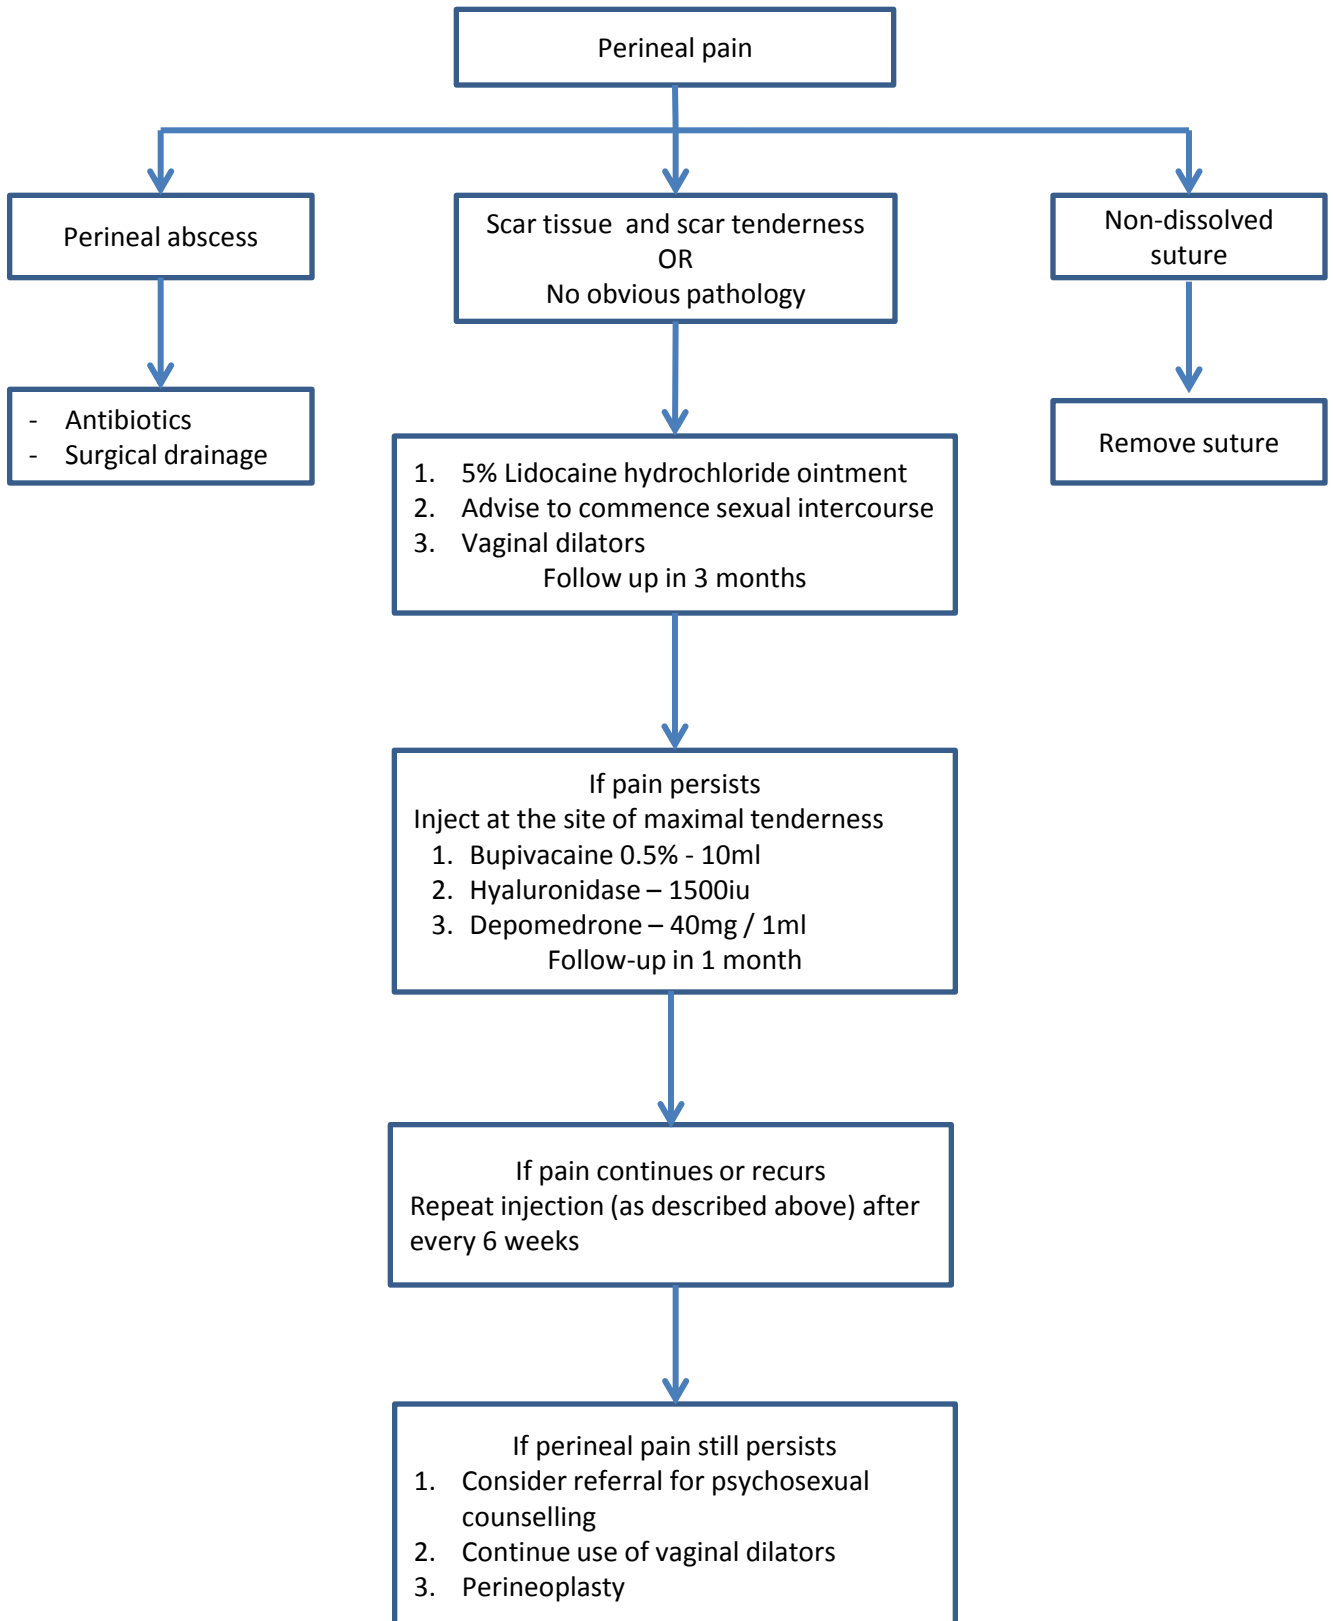 Perineal pain
Perineal abscess
Scar tissue and scar tenderness
OR
No obvious pathology
Non-dissolved
suture
- Antibiotics
- Surgical drainage
Remove suture
1. 5% Lidocaine hydrochloride ointment
2. Advise to commence sexual intercourse
3. Vaginal dilators
Follow up in 3 months
If pain persists
Inject at the site of maximal tenderness
1. Bupivacaine 0.5% - 10ml
2. Hyaluronidase – 1500iu
3. Depomedrone – 40mg / 1ml
Follow-up in 1 month
If pain continues or recurs
Repeat injection (as described above) after
every 6 weeks
If perineal pain still persists
1. Consider referral for psychosexual
counselling
2. Continue use of vaginal dilators
3. Perineoplasty